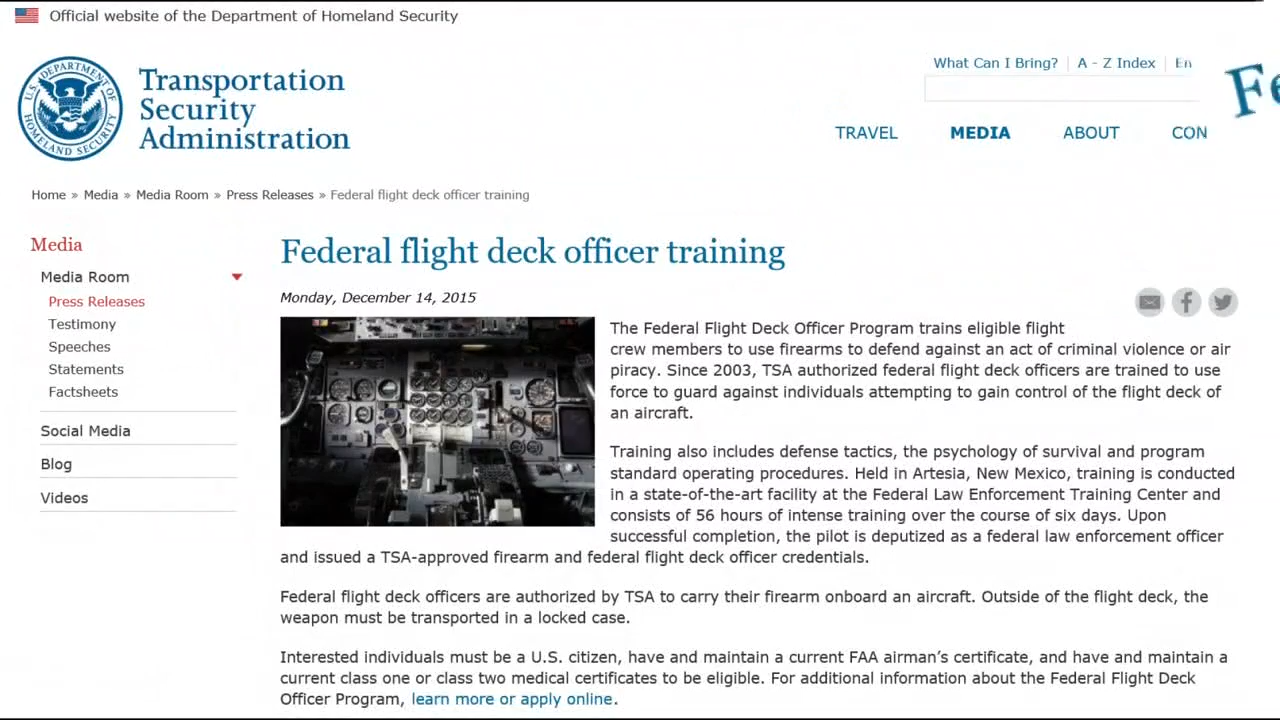 Official website of the Department of Homeland Security
U.S. DEPARTMENT OF HOMELAND SECURITY
Transportation
Security
Administration
What Can I Bring? A - Z Index En
Fe
TRAVEL MEDIA ABOUT CON
Home » Media » Media Room » Press Releases » Federal flight deck officer training
Media
Media Room
Press Releases
Testimony
Speeches
Statements
Factsheets
Social Media
Blog
Videos
Federal flight deck officer training
Monday, December 14, 2015
The Federal Flight Deck Officer Program trains eligible flight
crew members to use firearms to defend against an act of criminal violence or air
piracy. Since 2003, TSA authorized federal flight deck officers are trained to use
force to guard against individuals attempting to gain control of the flight deck of
an aircraft.
Training also includes defense tactics, the psychology of survival and program
standard operating procedures. Held in Artesia, New Mexico, training is conducted
in a state-of-the-art facility at the Federal Law Enforcement Training Center and
consists of 56 hours of intense training over the course of six days. Upon
successful completion, the pilot is deputized as a federal law enforcement officer
and issued a TSA-approved firearm and federal flight deck officer credentials.
Federal flight deck officers are authorized by TSA to carry their firearm onboard an aircraft. Outside of the flight deck, the
weapon must be transported in a locked case.
Interested individuals must be a U.S. citizen, have and maintain a current FAA airman’s certificate, and have and maintain a
current class one or class two medical certificates to be eligible. For additional information about the Federal Flight Deck
Officer Program, learn more or apply online.